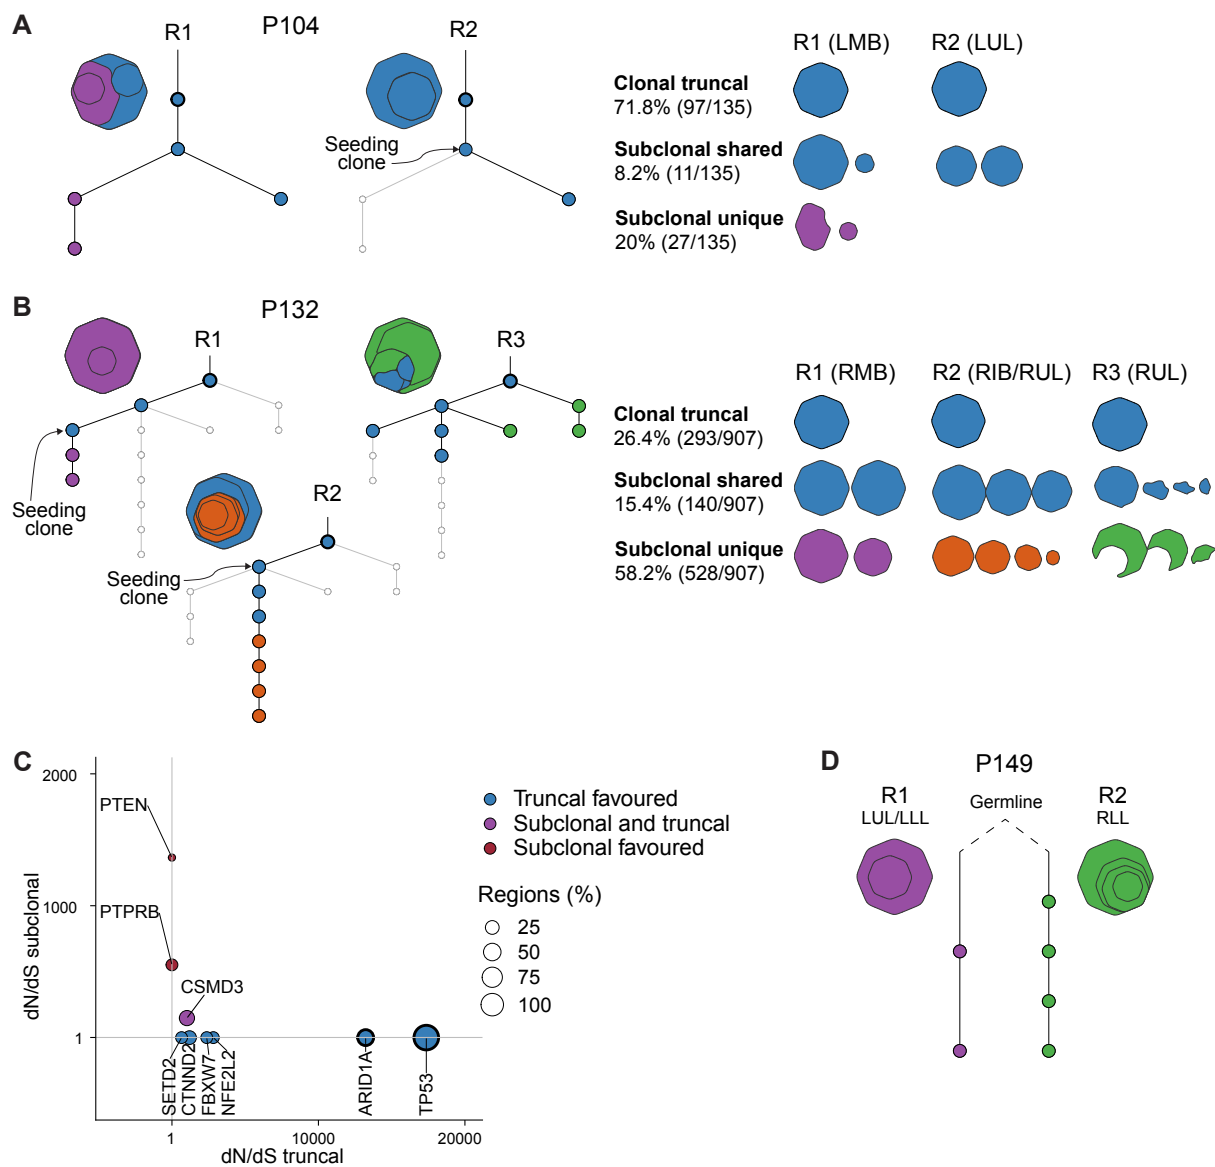 A
P104
R1
R2
Seeding
clone
R1 (LMB)
R2 (LUL)
Clonal truncal
71.8% (97/135)
Subclonal shared
8.2% (11/135)
Subclonal unique
20% (27/135)
B
P132
R1
R3
Seeding
clone
R2
Seeding
clone
R1 (RMB)
R2 (RIB/RUL)
R3 (RUL)
Clonal truncal
26.4% (293/907)
Subclonal shared
15.4% (140/907)
Subclonal unique
58.2% (528/907)
C
2000
1000
1
dN/dS subclonal
PTEN
PTPRB
CSMD3
SETD2
CTNND2
FBXW7
NFE2L2
ARID1A
TP53
1
10000
20000
dN/dS truncal
Truncal favoured
Subclonal and truncal
Subclonal favoured
Regions (%)
25
50
75
100
D
P149
R1
LUL/LLL
Germline
R2
RLL